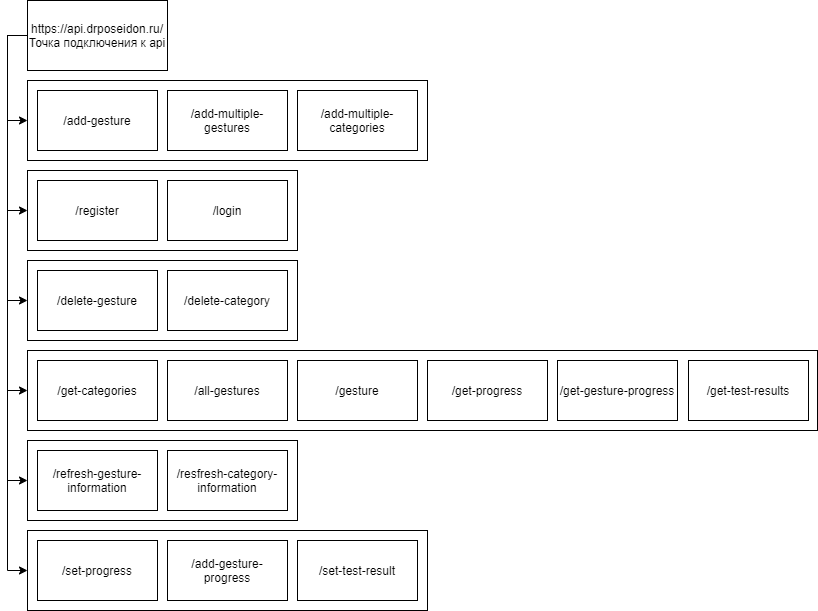 https://api.drposeidon.ru/
Точка подключения к api
/add-gesture
/add-multiple-
gestures
/add-multiple-
categories
/register
/login
/delete-gesture
/delete-category
/get-categories
/all-gestures
/gesture
/get-progress
/get-gesture-progress
/get-test-results
/refresh-gesture-
information
/resfresh-category-
information
/set-progress
/add-gesture-
progress
/set-test-result